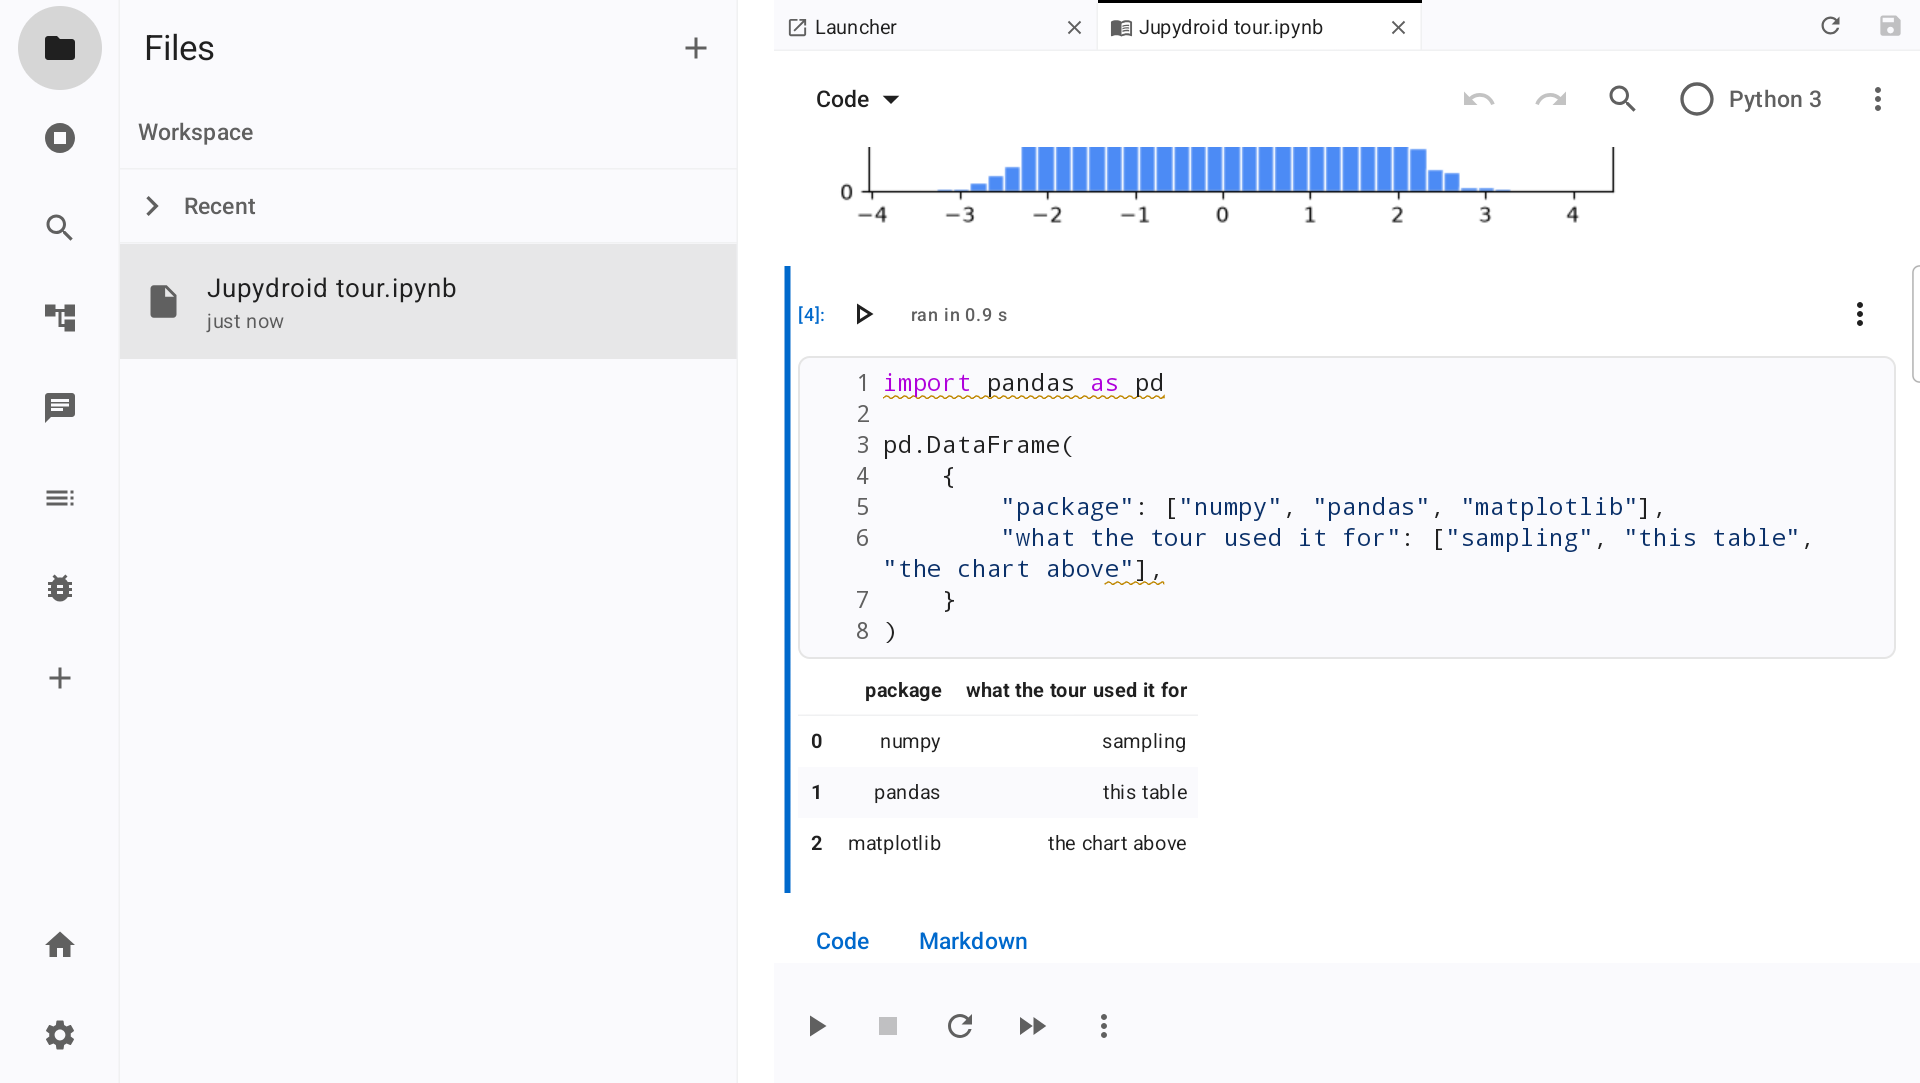 Files
Workspace
Recent
Jupydroid tour.ipynb
just now
Launcher
Jupydroid tour.ipynb
Code
Python 3
0
−4 −3 −2 −1 0 1 2 3 4
[4]:
ran in 0.9 s
1 import pandas as pd
2
3 pd.DataFrame(
4     {
5         "package": ["numpy", "pandas", "matplotlib"],
6         "what the tour used it for": ["sampling", "this table",
"the chart above"],
7     }
8 )
package what the tour used it for
0 numpy sampling
1 pandas this table
2 matplotlib the chart above
Code Markdown